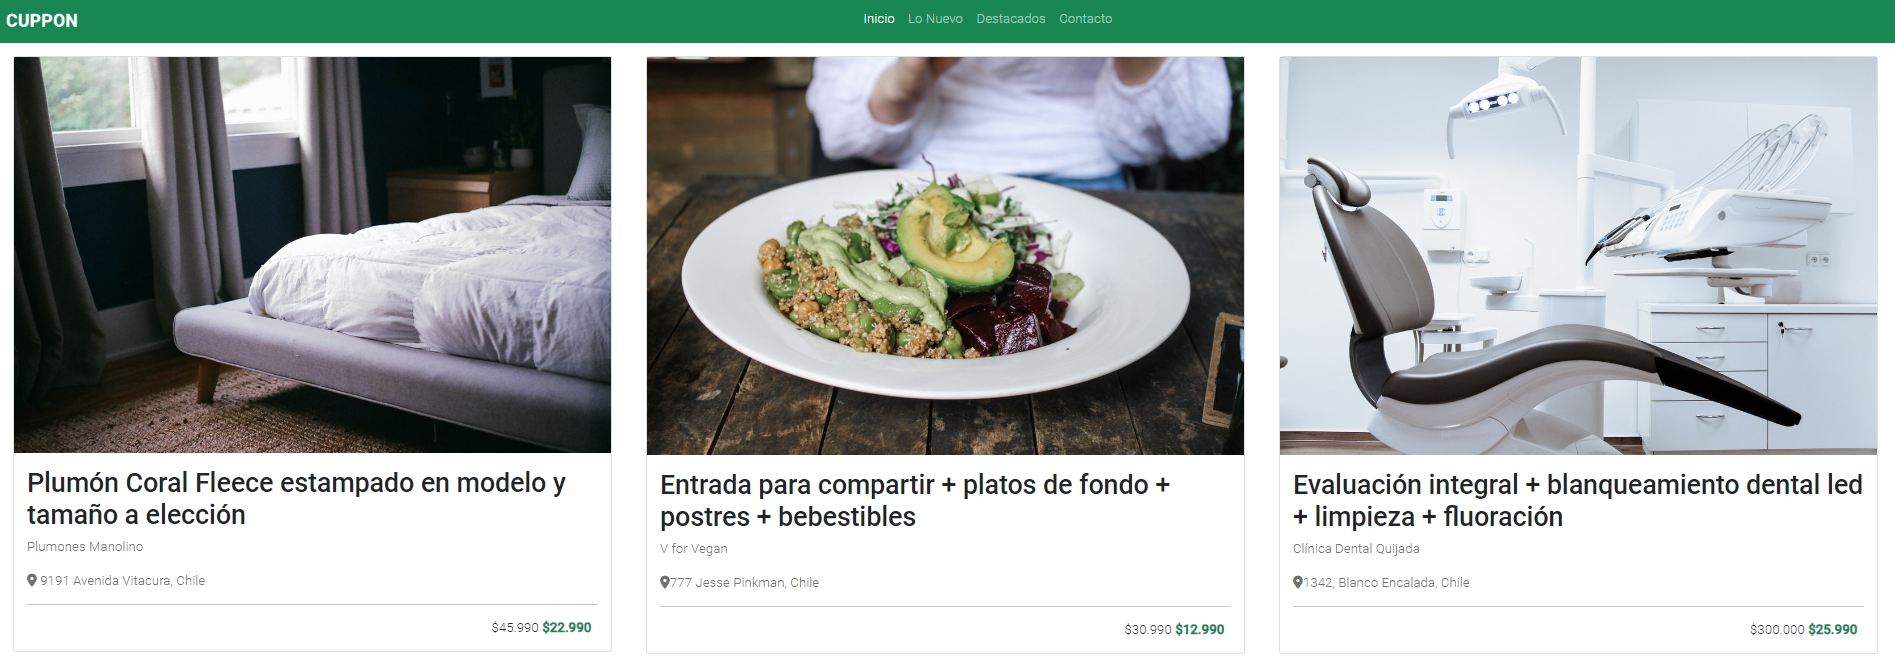 CUPPON
Inicio Lo Nuevo Destacados Contacto
Plumón Coral Fleece estampado en modelo y
tamaño a elección
Plumones Manolino
9191 Avenida Vitacura, Chile
$45.990 $22.990
Entrada para compartir + platos de fondo +
postres + bebestibles
V for Vegan
777 Jesse Pinkman, Chile
$30.990 $12.990
Evaluación integral + blanqueamiento dental led
+ limpieza + fluoración
Clínica Dental Quijada
1342, Blanco Encalada, Chile
$300.000 $25.990